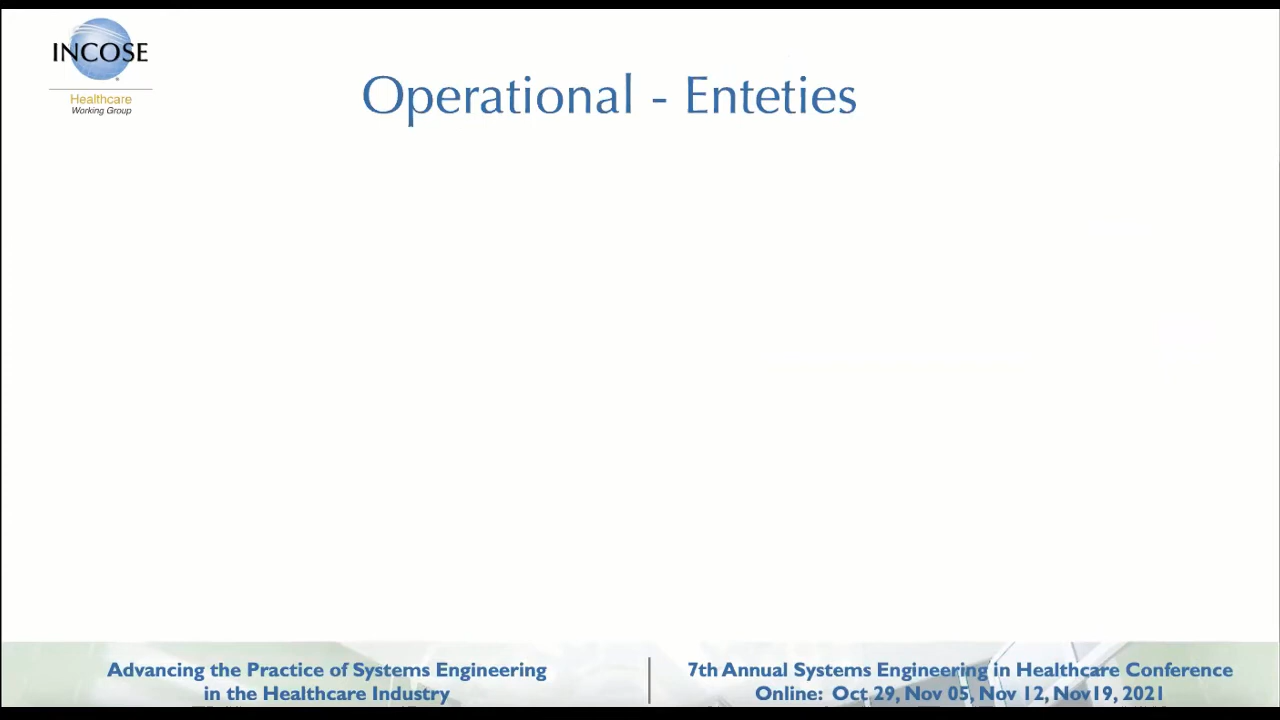 INCOSE
Healthcare
Working Group
Operational - Enteties
Advancing the Practice of Systems Engineering
in the Healthcare Industry
7th Annual Systems Engineering in Healthcare Conference
Online: Oct 29, Nov 05, Nov 12, Nov19, 2021